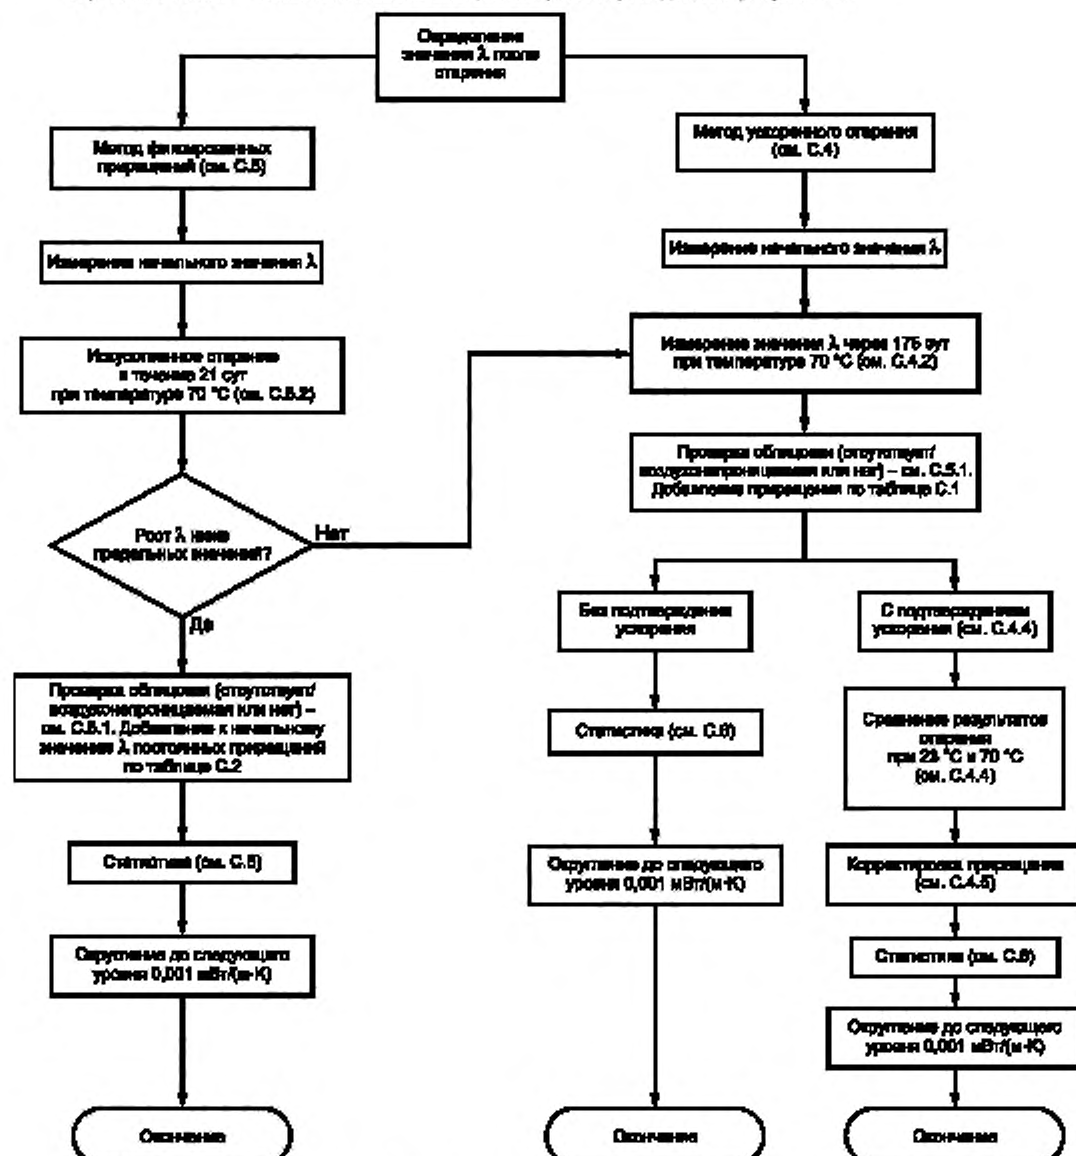 Определение
значения λ после
старения
Метод фиксированных
приращений (см. С.5)
Измерение начального значения λ
Искусственное старение
в течение 21 сут
при температуре 70 °С (см. С.5.2)
Рост λ ниже
предельных значений?
Нет
Да
Проверка облицовки (отсутствует/
воздухонепроницаемая или нет) –
см. С.5.1. Добавление к начальному
значению λ постоянных приращений
по таблице С.2
Статистика (см. С.6)
Округление до следующего
уровня 0,001 мВт/(м·К)
Окончание
Метод ускоренного старения
(см. С.4)
Измерение начального значения λ
Измерение значения λ через 175 сут
при температуре 70 °С (см. С.4.2)
Проверка облицовки (отсутствует/
воздухонепроницаемая или нет) – см. С.5.1.
Добавление приращения по таблице С.1
Без подтверждения
ускорения
Статистика (см. С.6)
Округление до следующего
уровня 0,001 мВт/(м·К)
Окончание
С подтверждением
ускорения (см. С.4.4)
Сравнение результатов
старения
при 23 °С и 70 °С
(см. С.4.4)
Корректировка приращения
(см. С.4.5)
Статистика (см. С.6)
Округление до следующего
уровня 0,001 мВт/(м·К)
Окончание